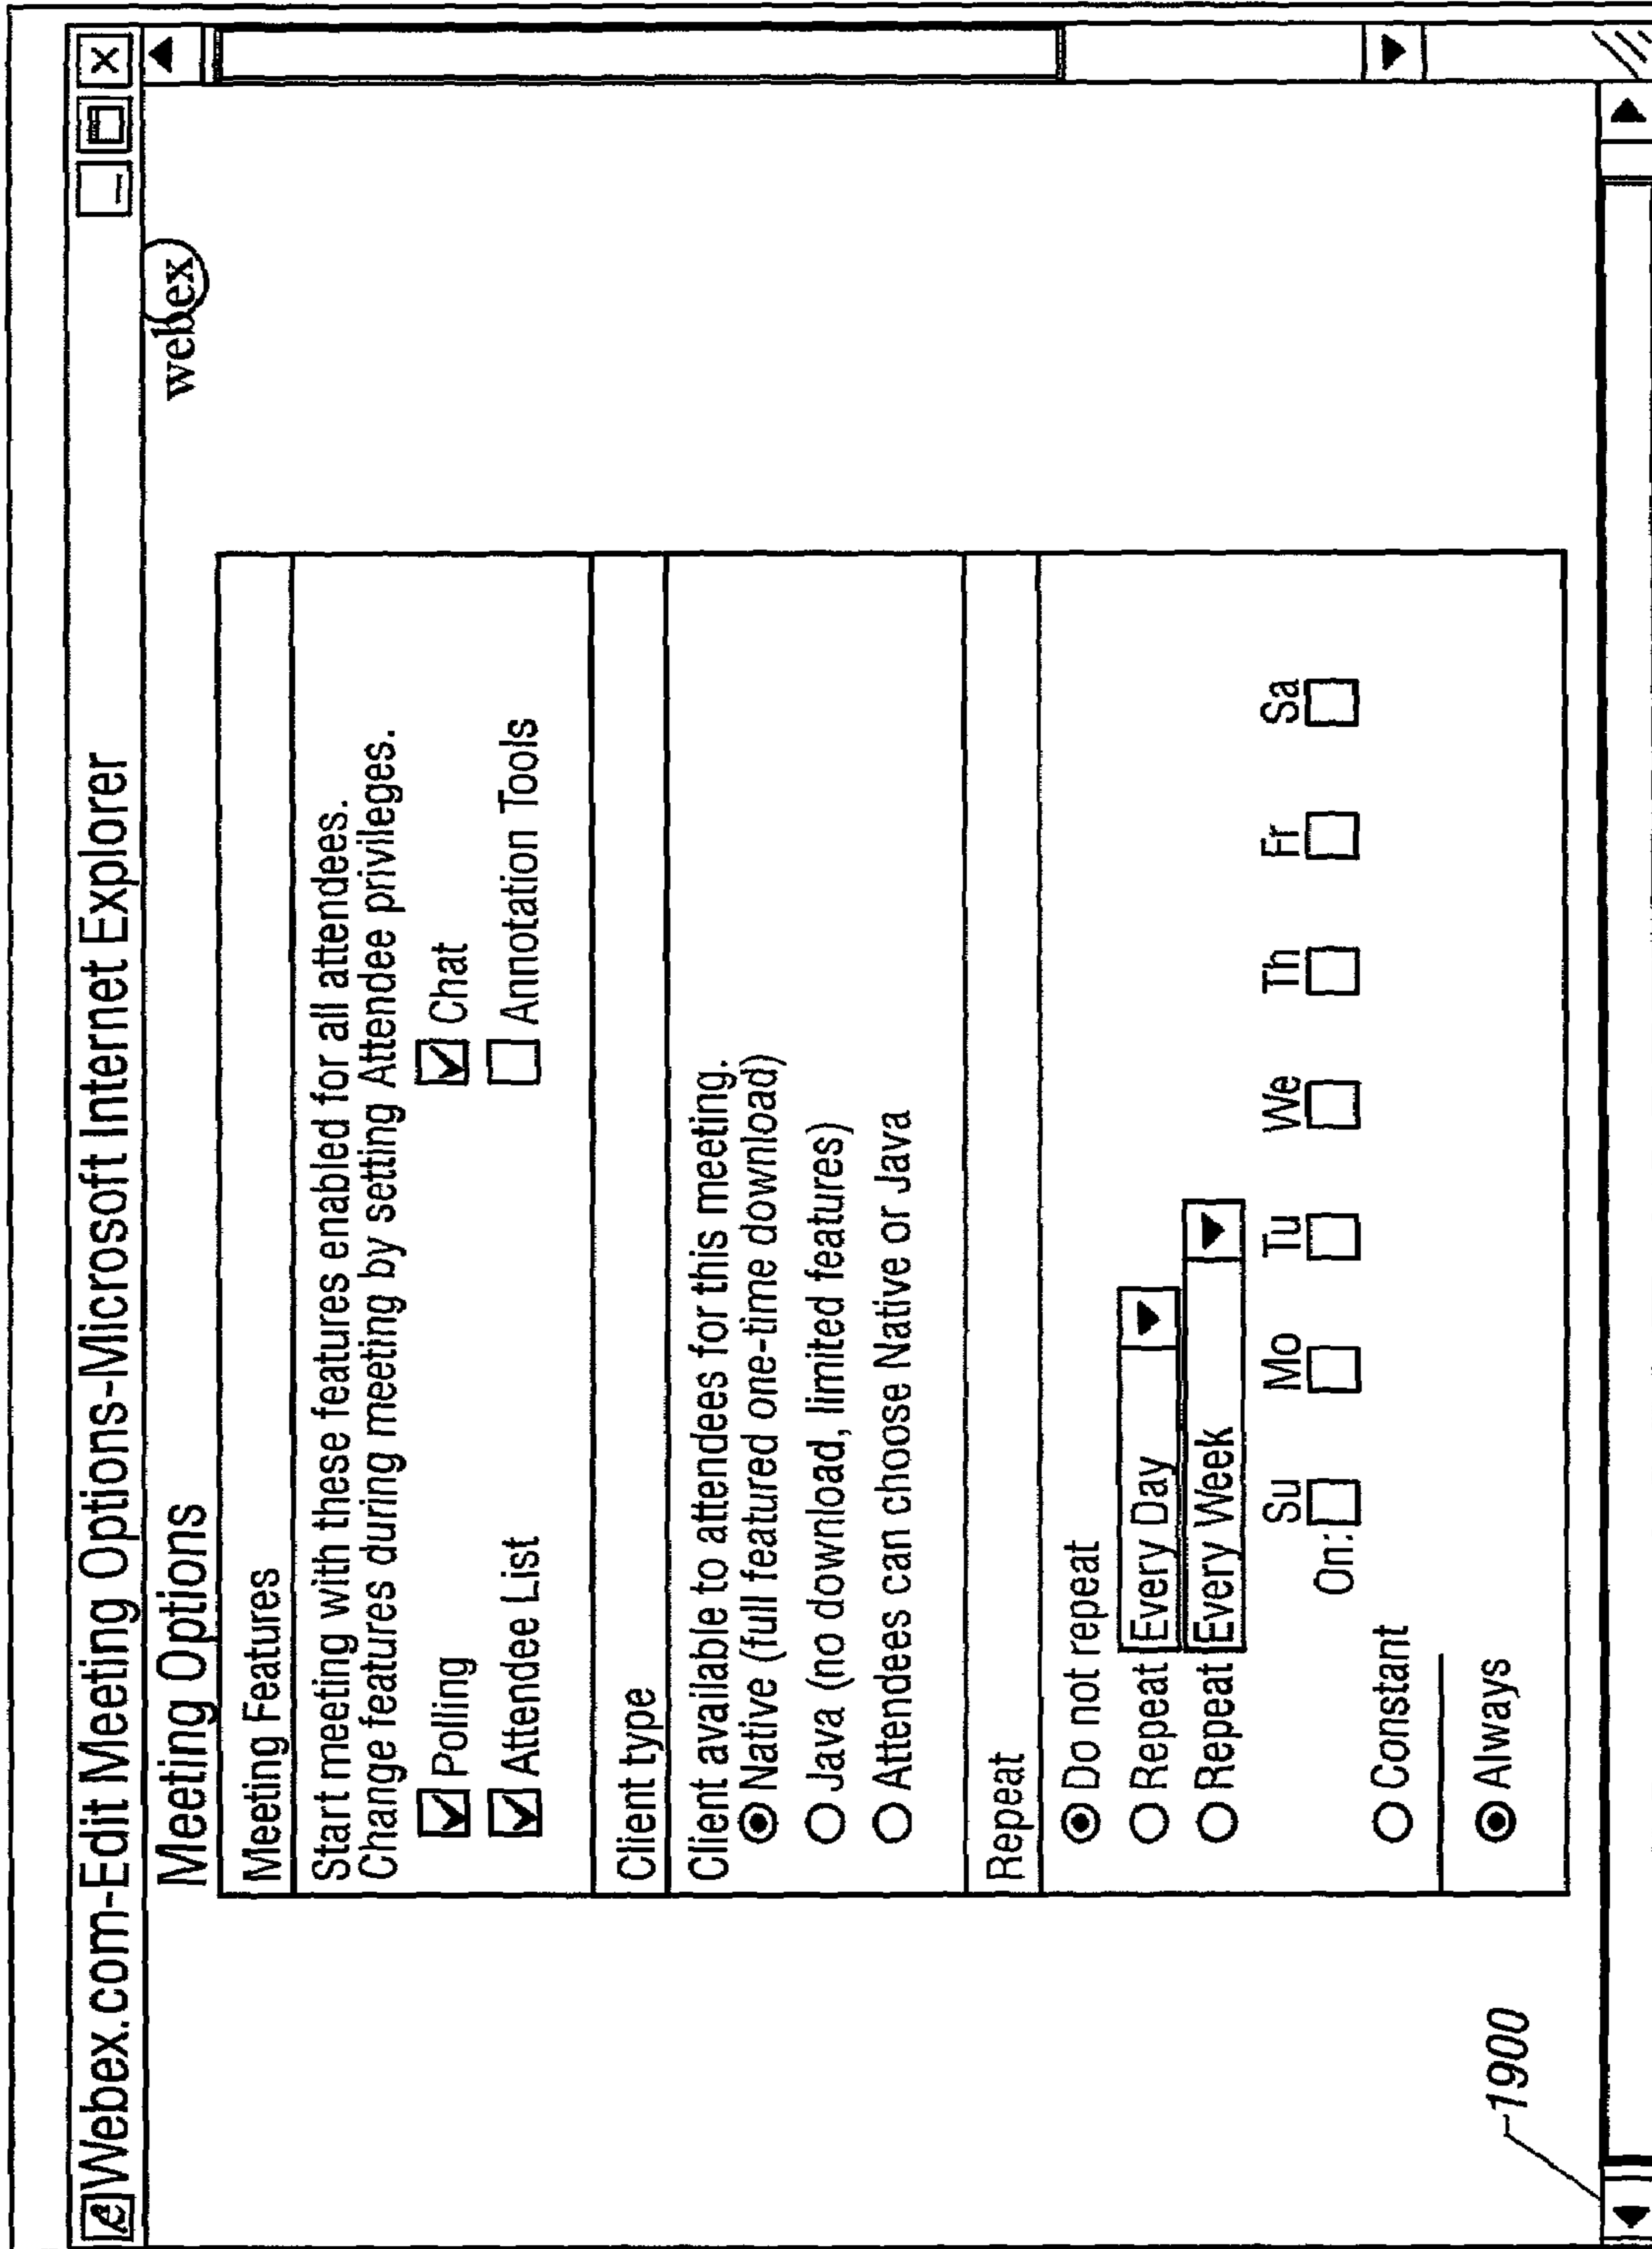 Webex.com-Edit Meeting Options-Microsoft Internet Explorer
webex
Meeting Options
Meeting Features
Start meeting with these features enabled for all attendees.
Change features during meeting by setting Attendee privileges.
Polling Chat
Attendee List Annotation Tools
Client type
Client available to attendees for this meeting.
Native (full featured one-time download)
Java (no download, limited features)
Attendees can choose Native or Java
Repeat
Do not repeat
Repeat Every Day
Repeat Every Week
Su Mo Tu We Th Fr Sa
On:
Constant
Always
1900